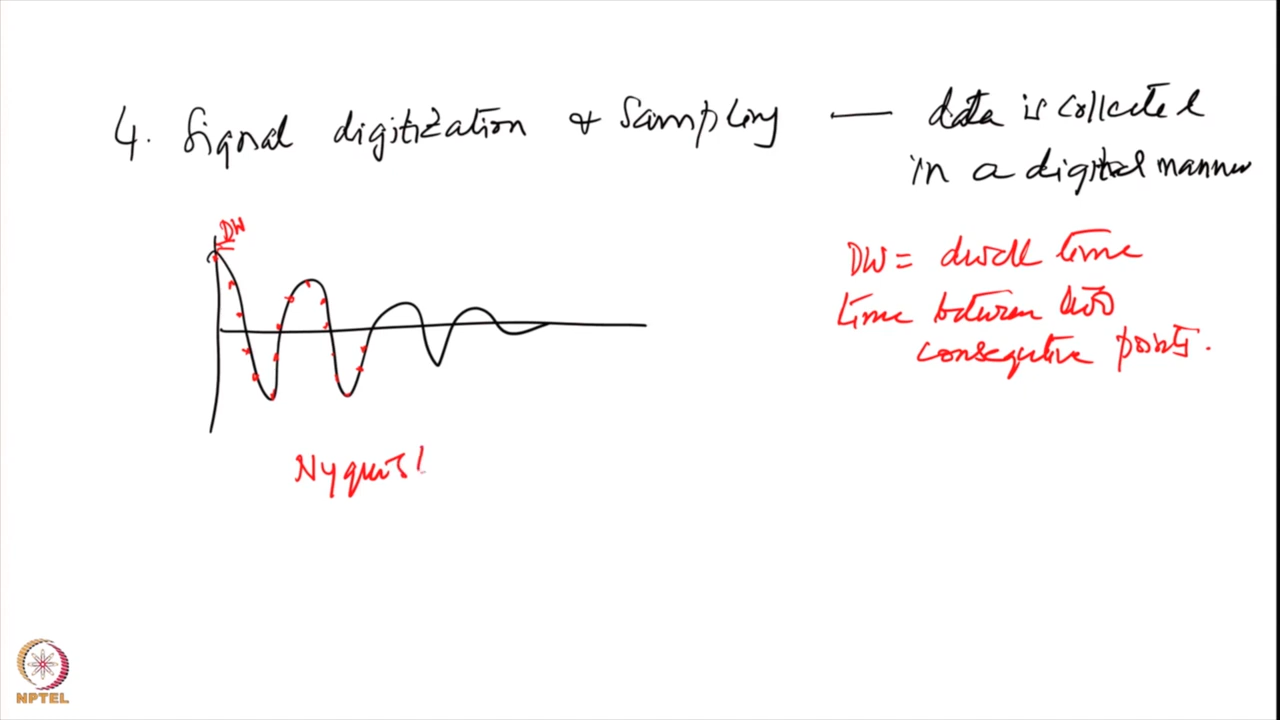 4. Signal digitization & Sampling — data is collected
in a digital manner
DW
DW = dwell time
time between two
consequtive points.
Nyquist
NPTEL